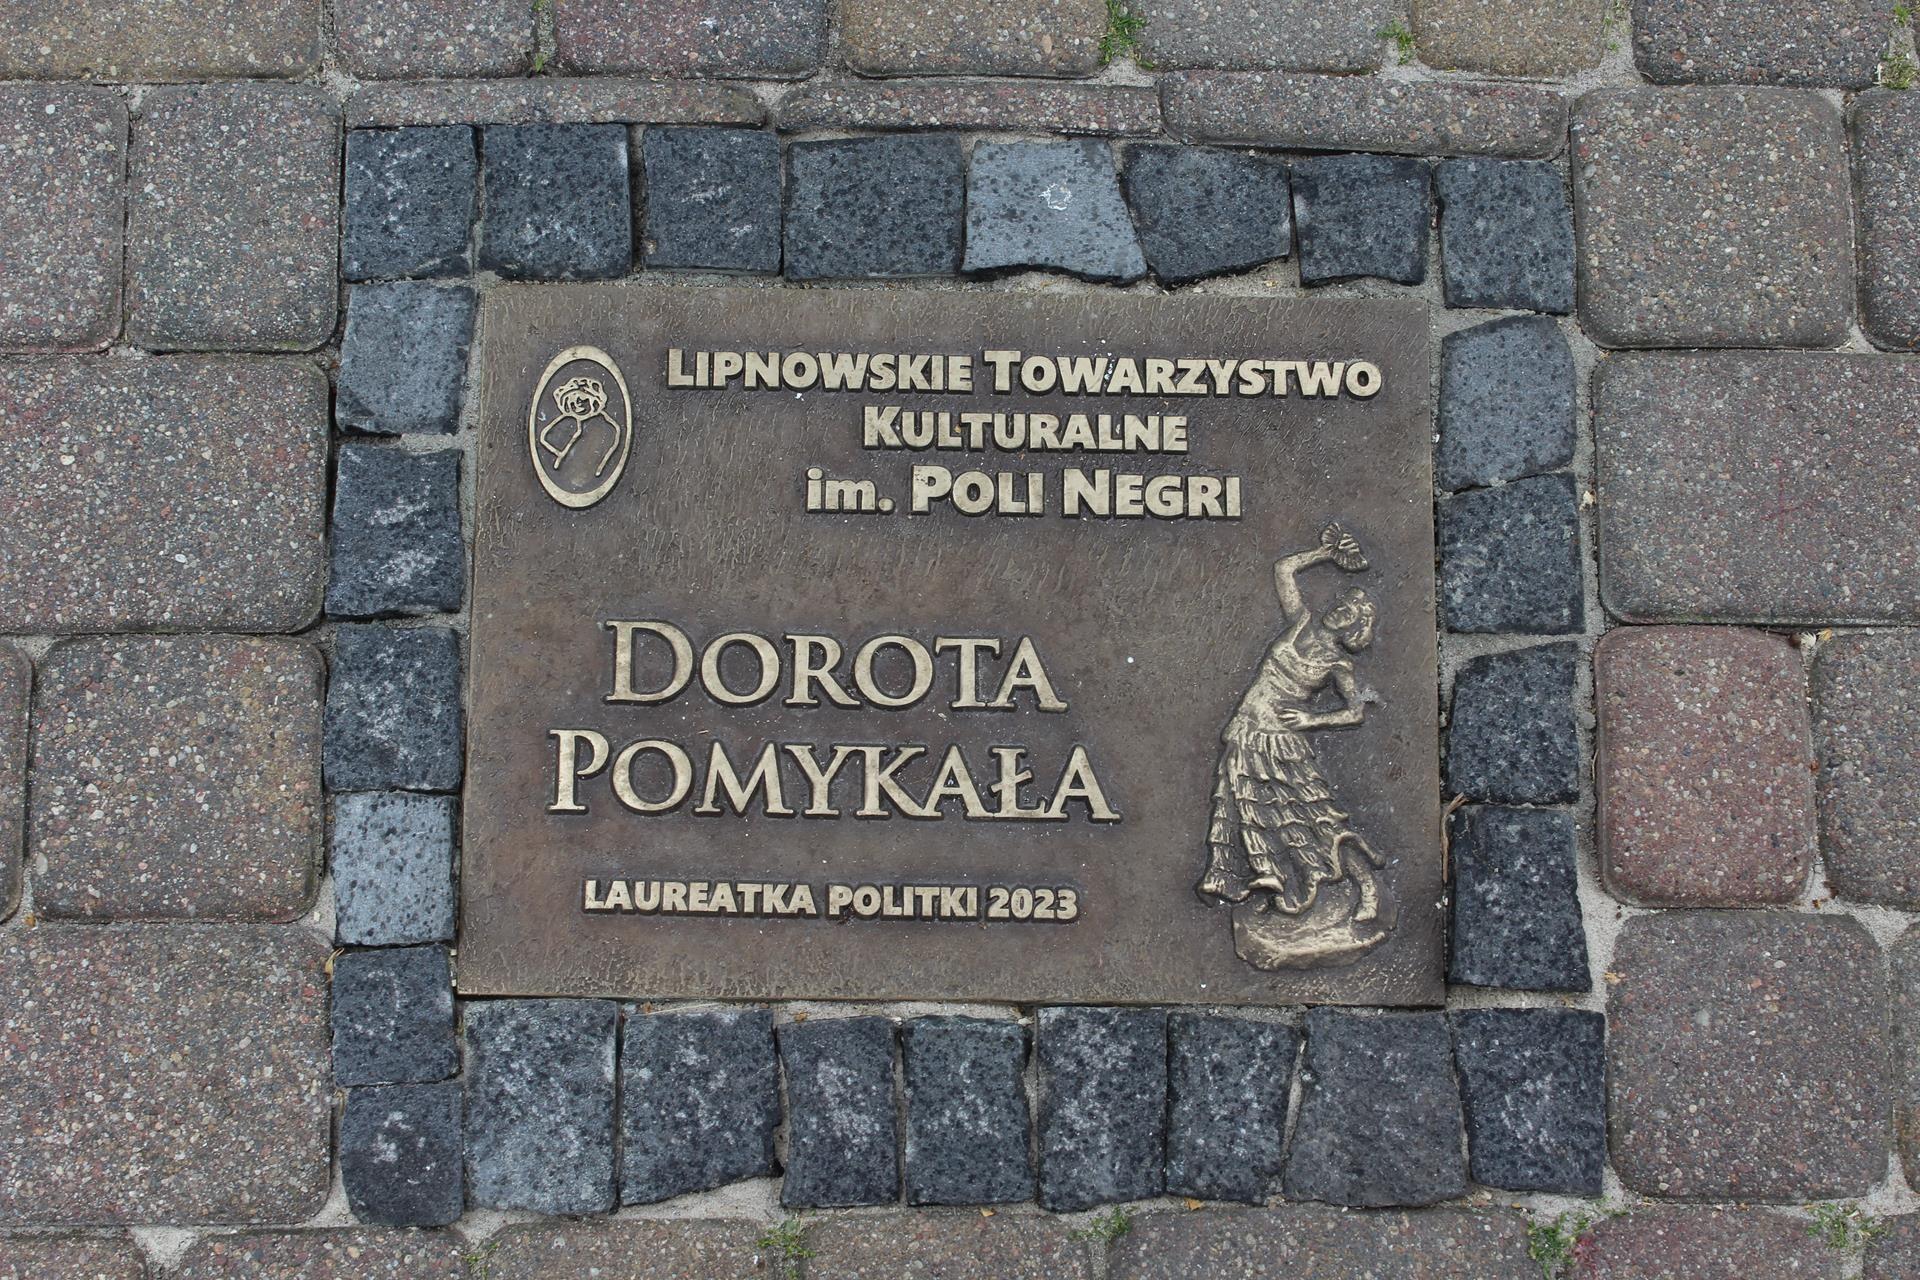 LIPNOWSKIE TOWARZYSTWO
KULTURALNE
im. POLI NEGRI
DOROTA
POMYKAŁA
LAUREATKA POLITKI 2023